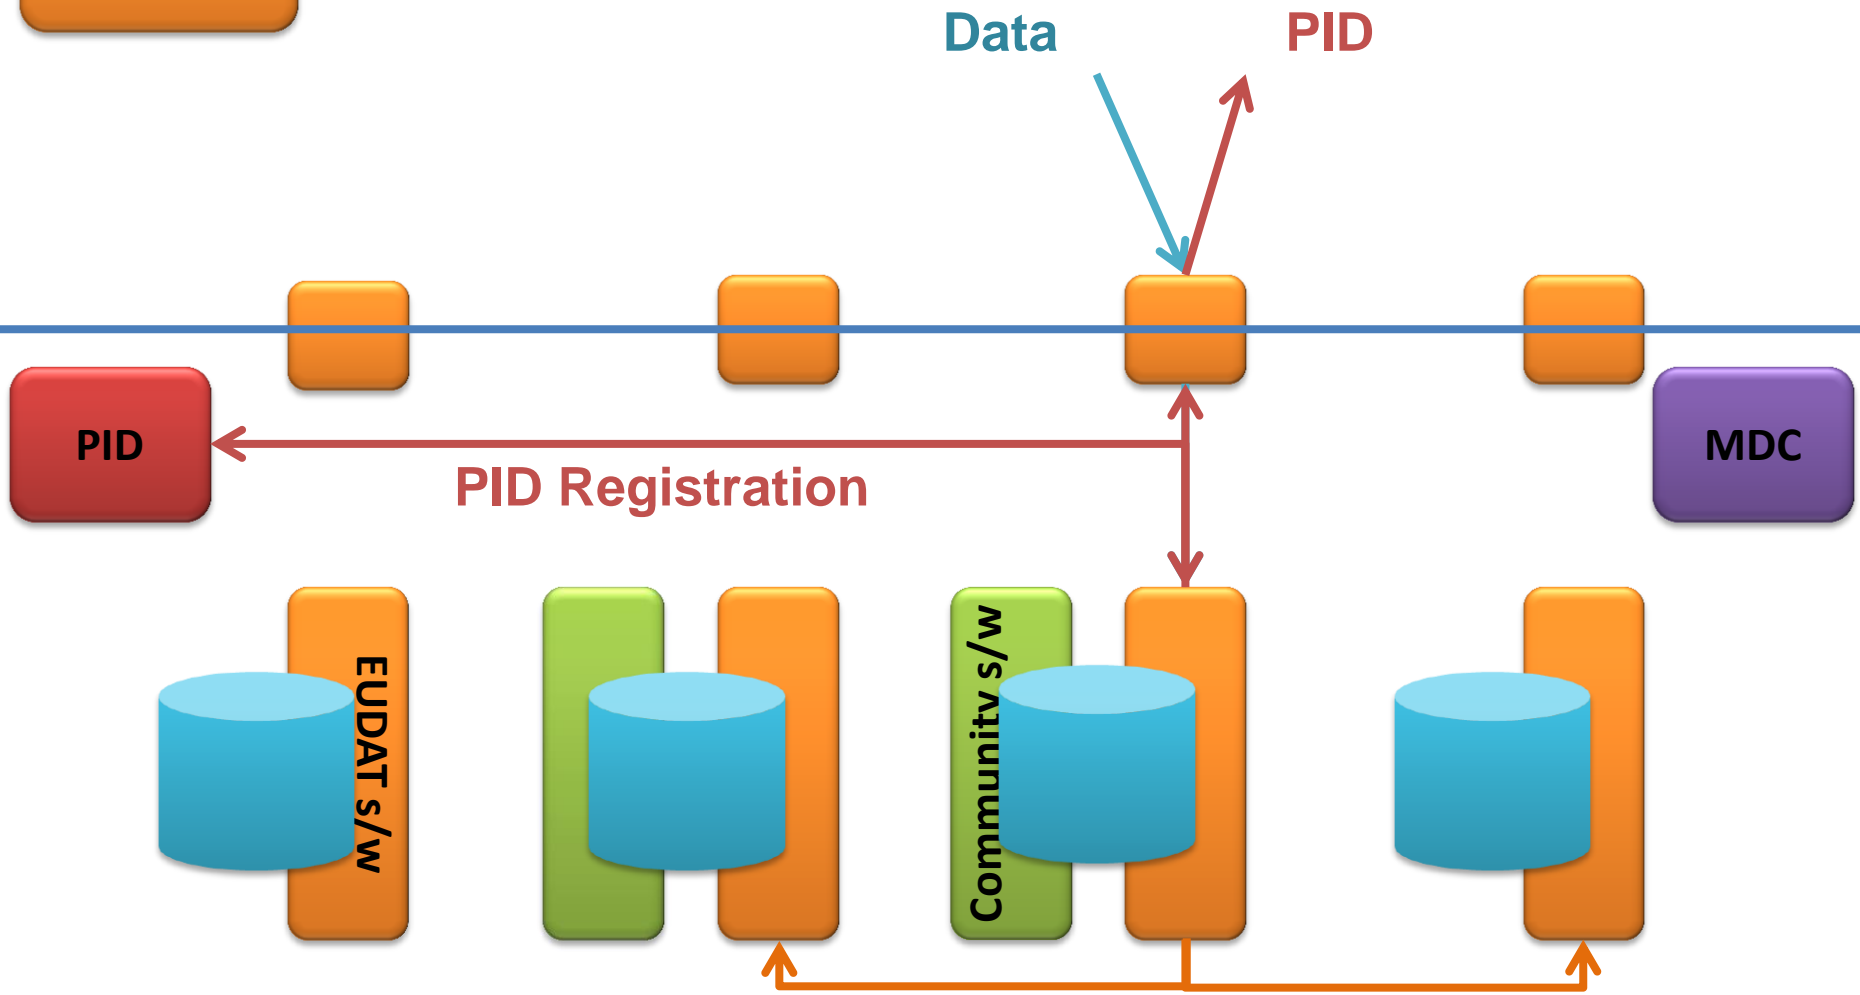 Data
PID
PID
MDC
PID Registration
EUDAT s/w
Community s/w